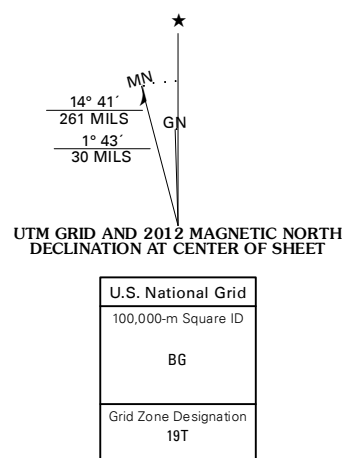 ★
MN
14° 41´
261 MILS
GN
1° 43´
30 MILS
UTM GRID AND 2012 MAGNETIC NORTH
DECLINATION AT CENTER OF SHEET
U.S. National Grid
100,000-m Square ID
BG
Grid Zone Designation
19T